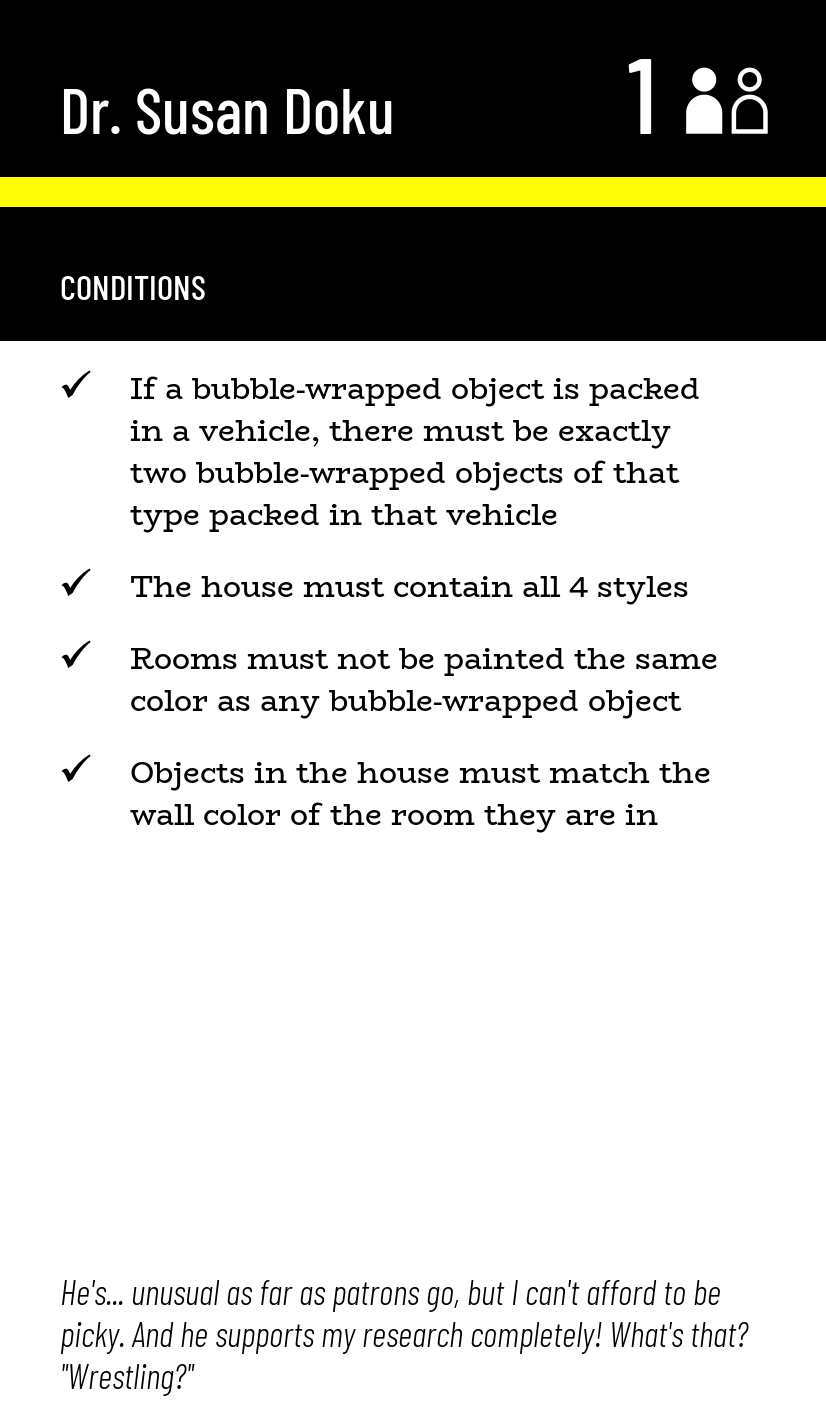 Dr. Susan Doku
1
CONDITIONS
✓ If a bubble-wrapped object is packed
in a vehicle, there must be exactly
two bubble-wrapped objects of that
type packed in that vehicle
✓ The house must contain all 4 styles
✓ Rooms must not be painted the same
color as any bubble-wrapped object
✓ Objects in the house must match the
wall color of the room they are in
He's... unusual as far as patrons go, but I can't afford to be
picky. And he supports my research completely! What's that?
"Wrestling?"